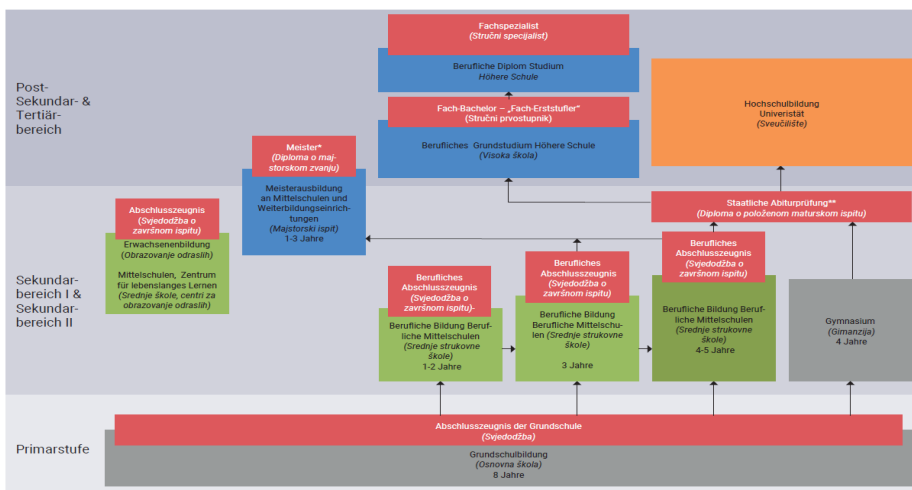 Post-
Sekundar- &
Tertiär-
bereich
Fachspezialist
(Stručni specijalist)
Berufliche Diplom Studium
Höhere Schule
Fach-Bachelor – „Fach-Erststufler“
(Stručni prvostupnik)
Berufliches Grundstudium Höhere Schule
(Visoka škola)
Hochschulbildung
Univeristät
(Sveučilište)
Meister*
(Diploma o maj-
storskom zvanju)
Meisterausbildung
an Mittelschulen und
Weiterbildungseinrich-
tungen
(Majstorski ispit)
1-3 Jahre
Staatliche Abiturprüfung**
(Diploma o položenom maturskom ispitu)
Sekundar-
bereich I &
Sekundar-
bereich II
Abschlusszeugnis
(Svjedodžba o
završnom ispitu)
Erwachsenenbildung
(Obrazovanje odraslih)
Mittelschulen, Zentrum
für lebenslanges Lernen
(Srednje škole, centri za
obrazovanje odraslih)
Berufliches
Abschlusszeugnis
(Svjedodžba o
završnom ispitu)-
Berufliche Bildung Beruf-
liche Mittelschulen
(Srednje strukovne
škole)
1-2 Jahre
Berufliches
Abschlusszeugnis
(Svjedodžba o
završnom ispitu)
Berufliche Bildung
Berufliche Mittelschu-
len (Srednje strukovne
škole)
3 Jahre
Berufliches
Abschlusszeugnis
(Svjedodžba o
završnom ispitu)
Berufliche Bildung Beruf-
liche Mittelschulen
(Srednje strukovne
škole)
4-5 Jahre
Gymnasium
(Gimanzija)
4 Jahre
Primarstufe
Abschlusszeugnis der Grundschule
(Svjedodžba)
Grundschulbildung
(Osnovna škola)
8 Jahre